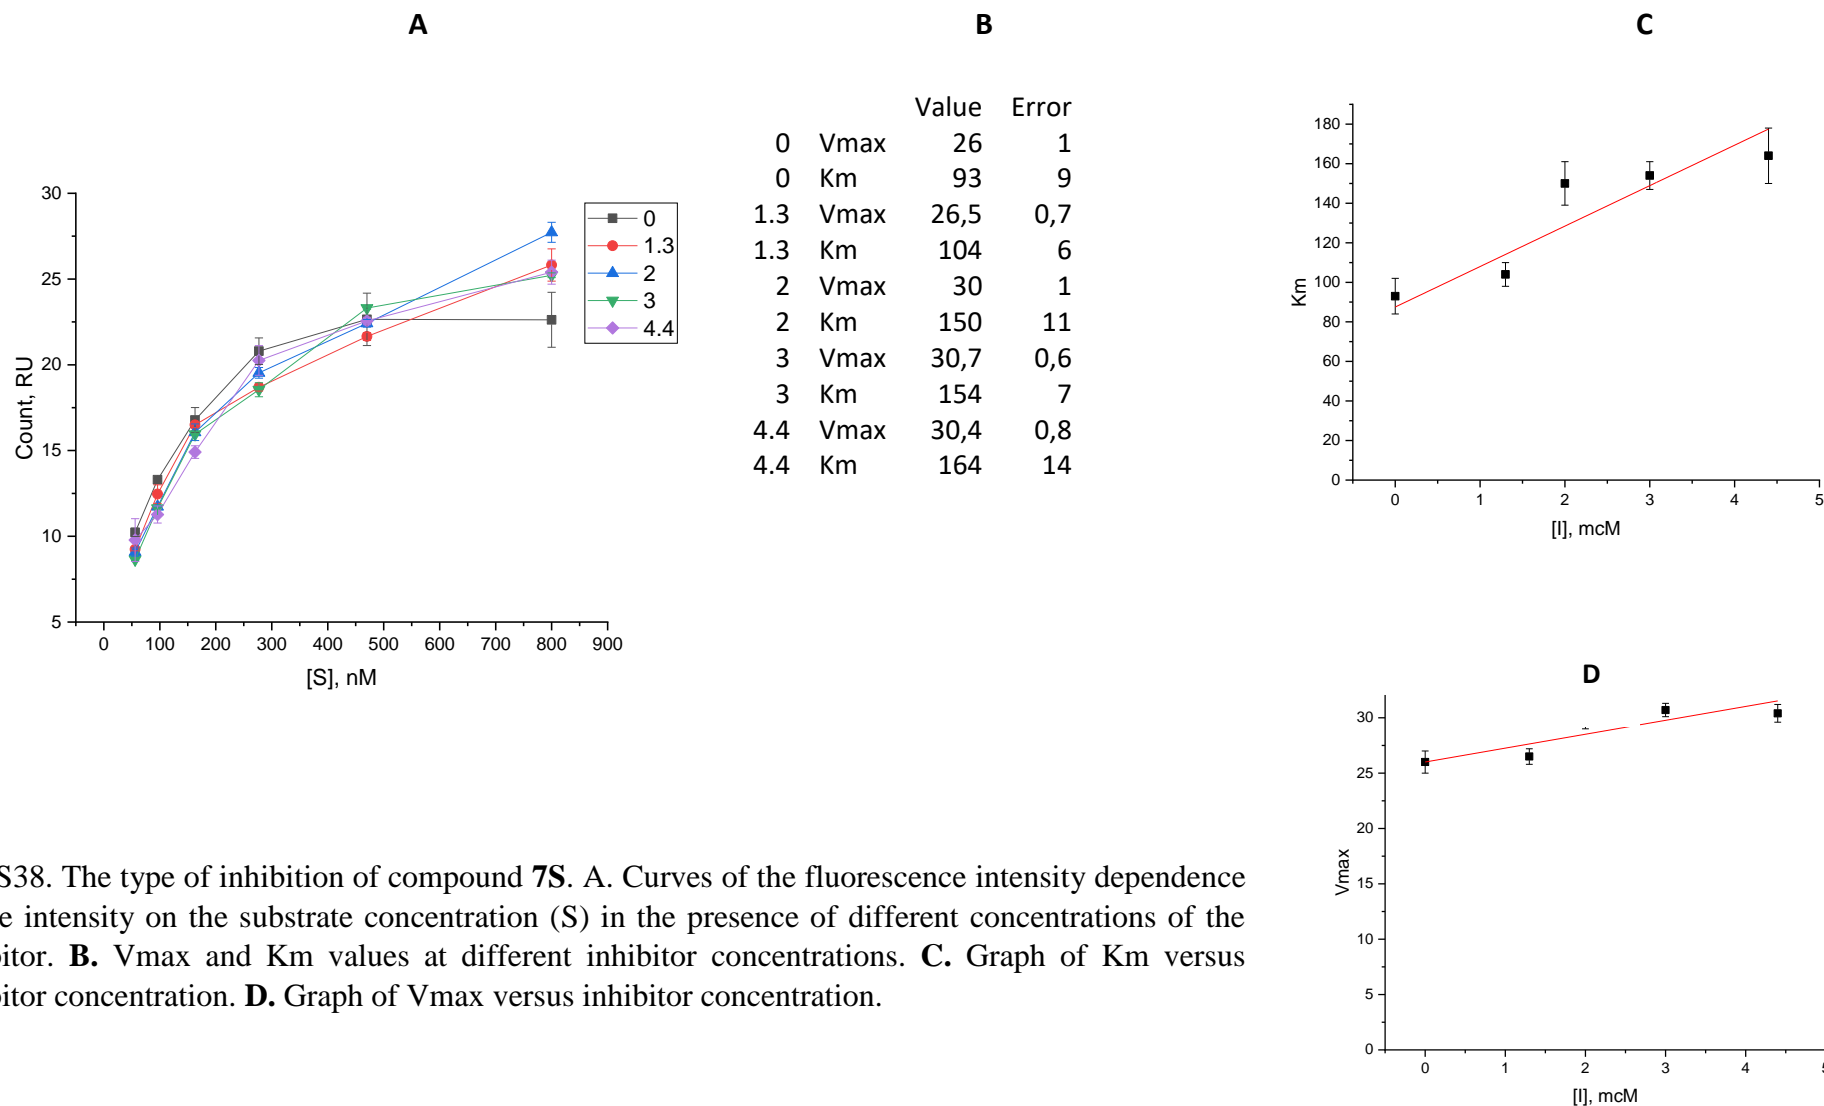 A
B
C
30
25
20
15
10
5
0
100
200
300
400
500
600
700
800
900
Count, RU
[S], nM
0
1.3
2
3
4.4
Value Error
0 Vmax 26 1
0 Km 93 9
1.3 Vmax 26,5 0,7
1.3 Km 104 6
2 Vmax 30 1
2 Km 150 11
3 Vmax 30,7 0,6
3 Km 154 7
4.4 Vmax 30,4 0,8
4.4 Km 164 14
180
160
140
120
100
80
60
40
20
0
0
1
2
3
4
5
Km
[I], mcM
D
30
25
20
15
10
5
0
0
1
2
3
4
Vmax
[I], mcM
S38. The type of inhibition of compound 7S. A. Curves of the fluorescence intensity dependence
e intensity on the substrate concentration (S) in the presence of different concentrations of the
bitor. B. Vmax and Km values at different inhibitor concentrations. C. Graph of Km versus
bitor concentration. D. Graph of Vmax versus inhibitor concentration.